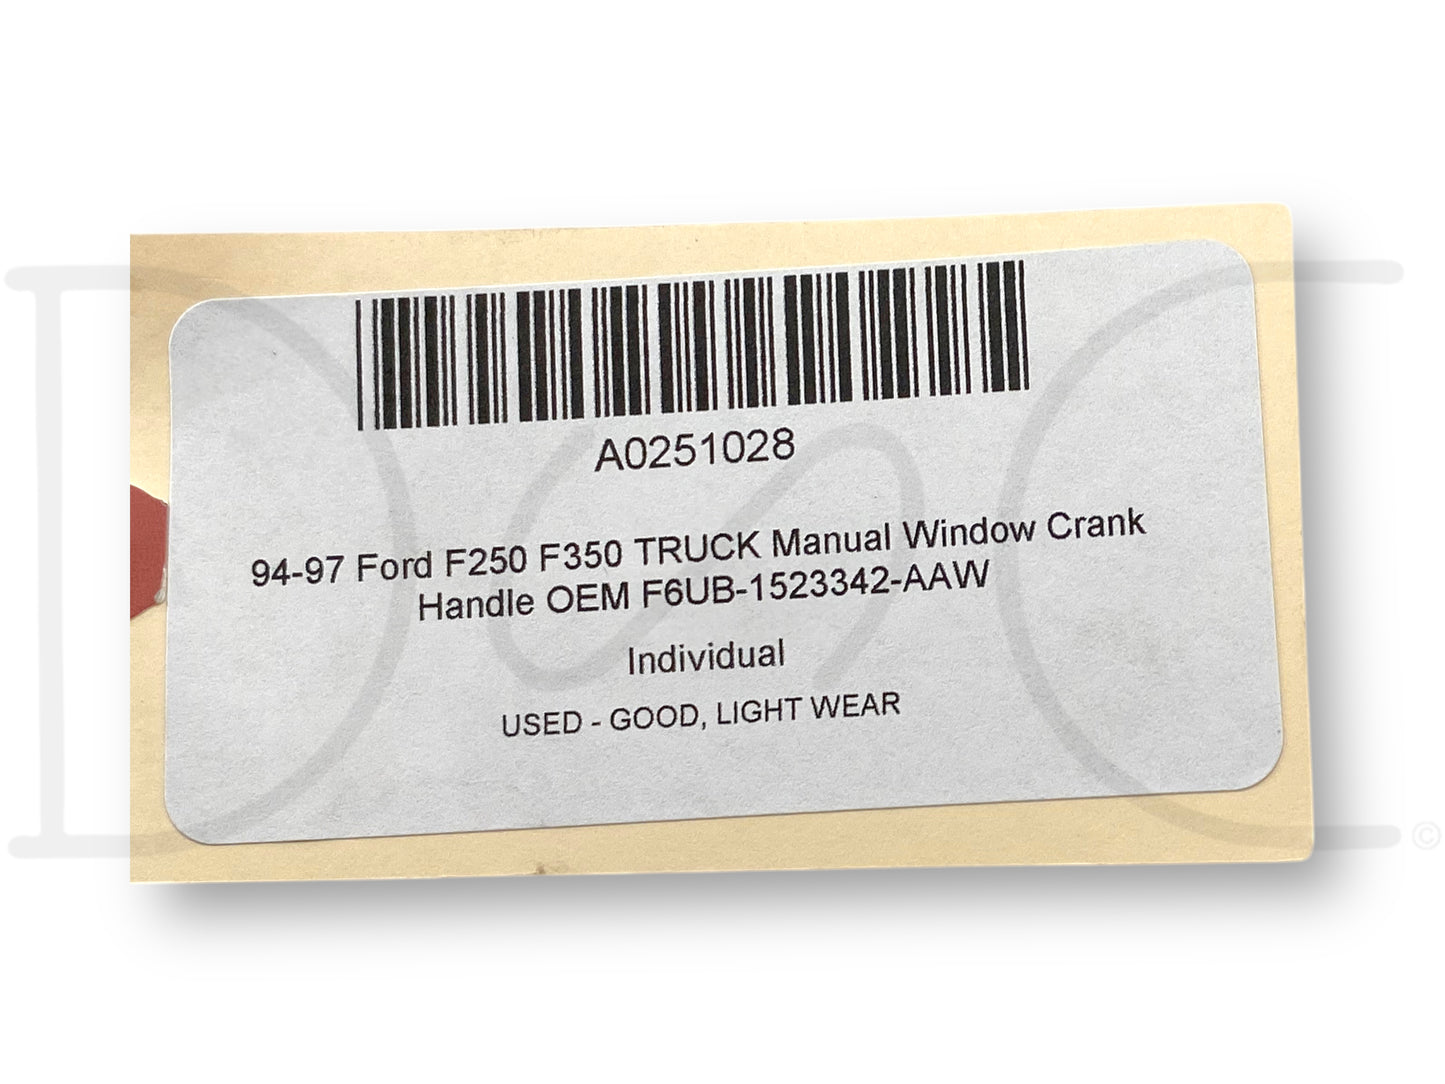 A0251028
94-97 Ford F250 F350 TRUCK Manual Window Crank
Handle OEM F6UB-1523342-AAW
Individual
USED - GOOD, LIGHT WEAR
DSC
©